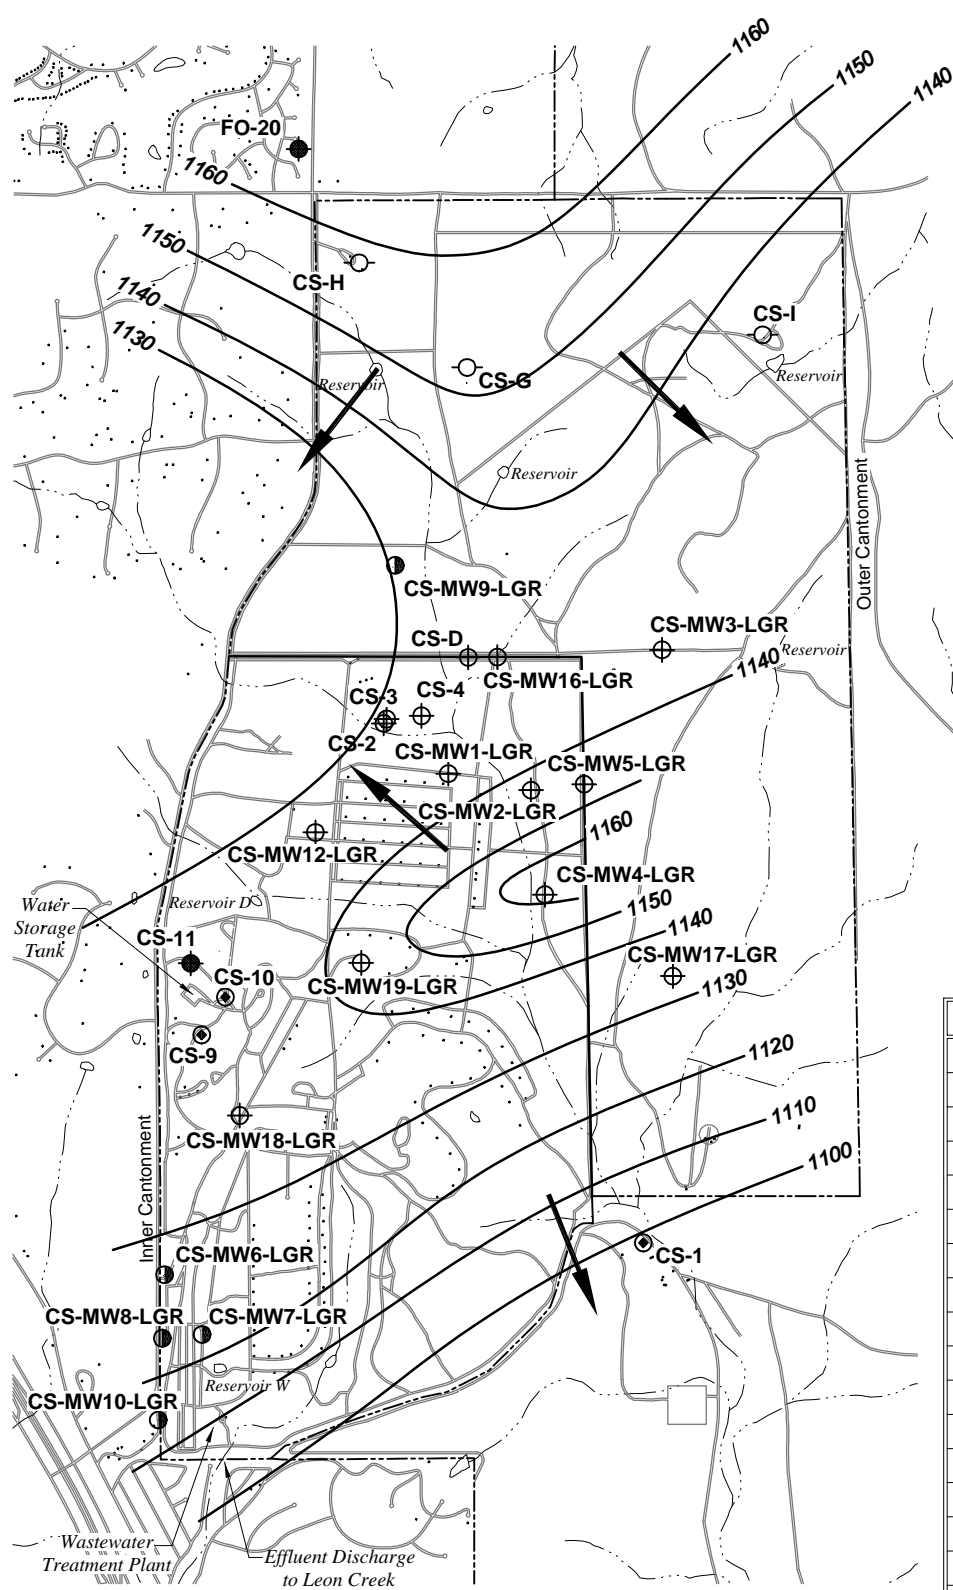 1160
1150
1140
FO-20
1160
1150
CS-H
1140
CS-I
1130
Reservoir
CS-G
Reservoir
Reservoir
Outer Cantonment
CS-MW9-LGR
CS-D
CS-MW3-LGR
Reservoir
1140
CS-MW16-LGR
CS-3
CS-4
CS-2
CS-MW1-LGR
CS-MW5-LGR
CS-MW2-LGR
1160
CS-MW12-LGR
CS-MW4-LGR
Water
Storage
Tank
Reservoir D
1150
1140
CS-11
CS-10
CS-MW19-LGR
CS-MW17-LGR
1130
CS-9
1120
Inner Cantonment
CS-MW18-LGR
1110
1100
CS-MW6-LGR
CS-1
CS-MW8-LGR
CS-MW7-LGR
Reservoir W
CS-MW10-LGR
Wastewater
Treatment Plant
Effluent Discharge
to Leon Creek